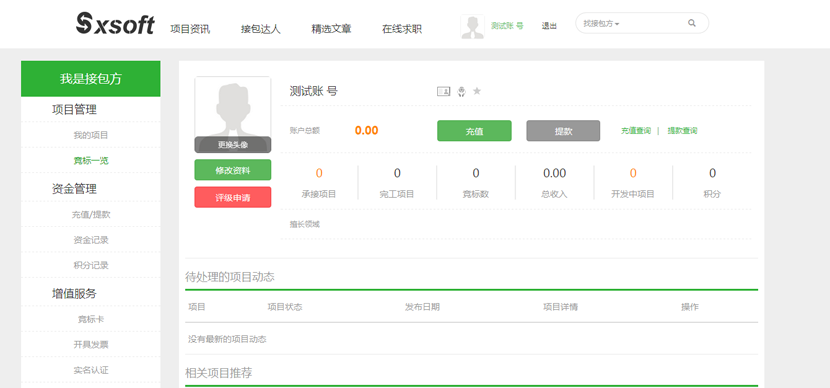 Sxsoft 项目资讯 接包达人 精选文章 在线求职 测试账 号 退出 找接包方
我是接包方
项目管理
我的项目
竞标一览
资金管理
充值/提款
资金记录
积分记录
增值服务
竞标卡
开具发票
实名认证
更换头像
修改资料
评级申请
测试账 号
账户总额 0.00 充值 提款 充值查询 | 提款查询
0 0 0 0.00 0 0
承接项目 完工项目 竞标数 总收入 开发中项目 积分
擅长领域
待处理的项目动态
项目 项目状态 发布日期 项目详情 操作
没有最新的项目动态
相关项目推荐